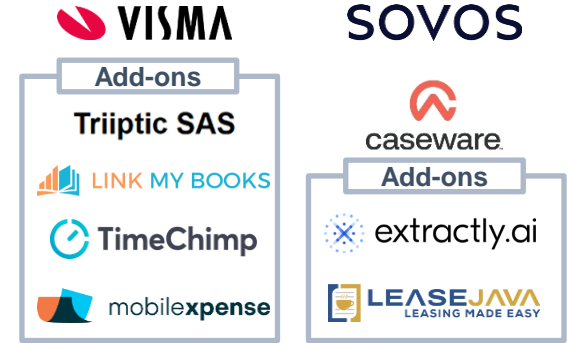 VISMA
Add-ons
Triiptic SAS
LINK MY BOOKS
TimeChimp
mobilexpense
SOVOS
caseware.
Add-ons
extractly.ai
LEASEJAVA
LEASING MADE EASY